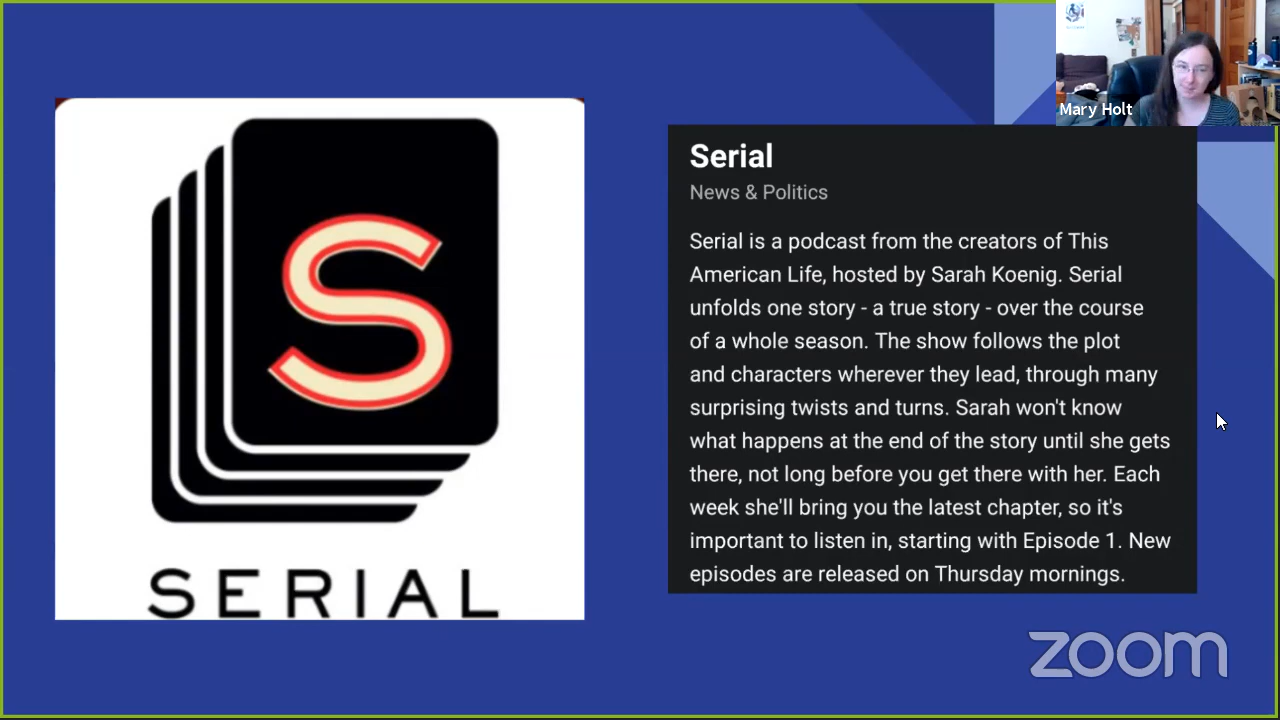 Mary Holt
S
SERIAL
Serial
News & Politics
Serial is a podcast from the creators of This
American Life, hosted by Sarah Koenig. Serial
unfolds one story - a true story - over the course
of a whole season. The show follows the plot
and characters wherever they lead, through many
surprising twists and turns. Sarah won't know
what happens at the end of the story until she gets
there, not long before you get there with her. Each
week she'll bring you the latest chapter, so it's
important to listen in, starting with Episode 1. New
episodes are released on Thursday mornings.
zoom